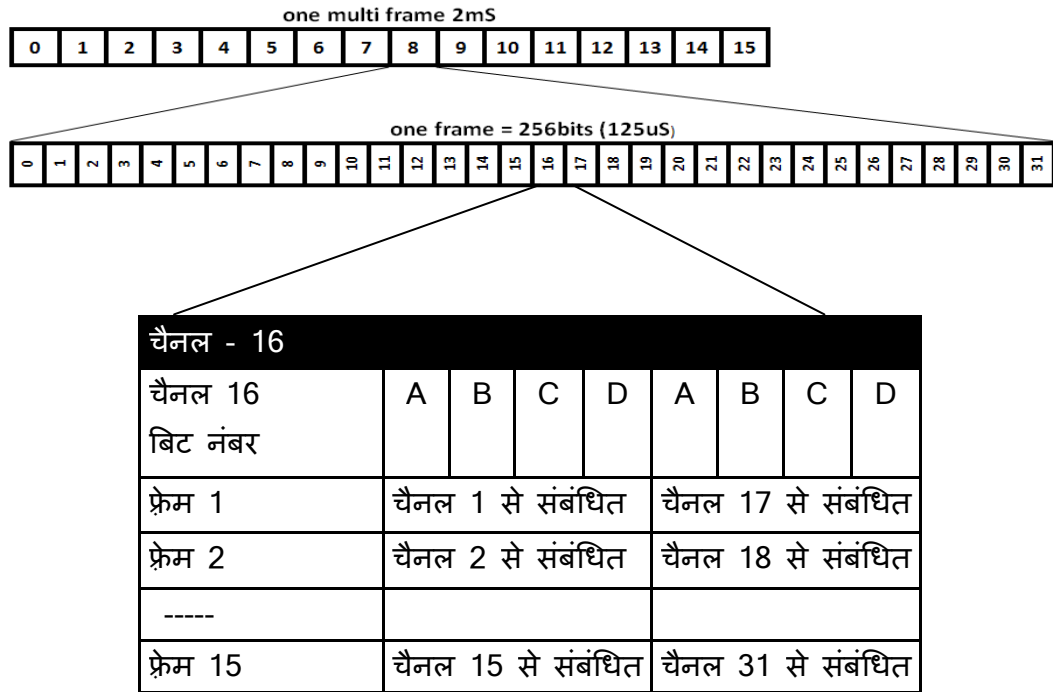 one multi frame 2mS
0 1 2 3 4 5 6 7 8 9 10 11 12 13 14 15
one frame = 256bits (125uS)
0 1 2 3 4 5 6 7 8 9 10 11 12 13 14 15 16 17 18 19 20 21 22 23 24 25 26 27 28 29 30 31
चैनल - 16
चैनल 16 A B C D A B C D
बिट नंबर
फ़्रेम 1 चैनल 1 से संबंधित चैनल 17 से संबंधित
फ़्रेम 2 चैनल 2 से संबंधित चैनल 18 से संबंधित
-----
फ़्रेम 15 चैनल 15 से संबंधित चैनल 31 से संबंधित